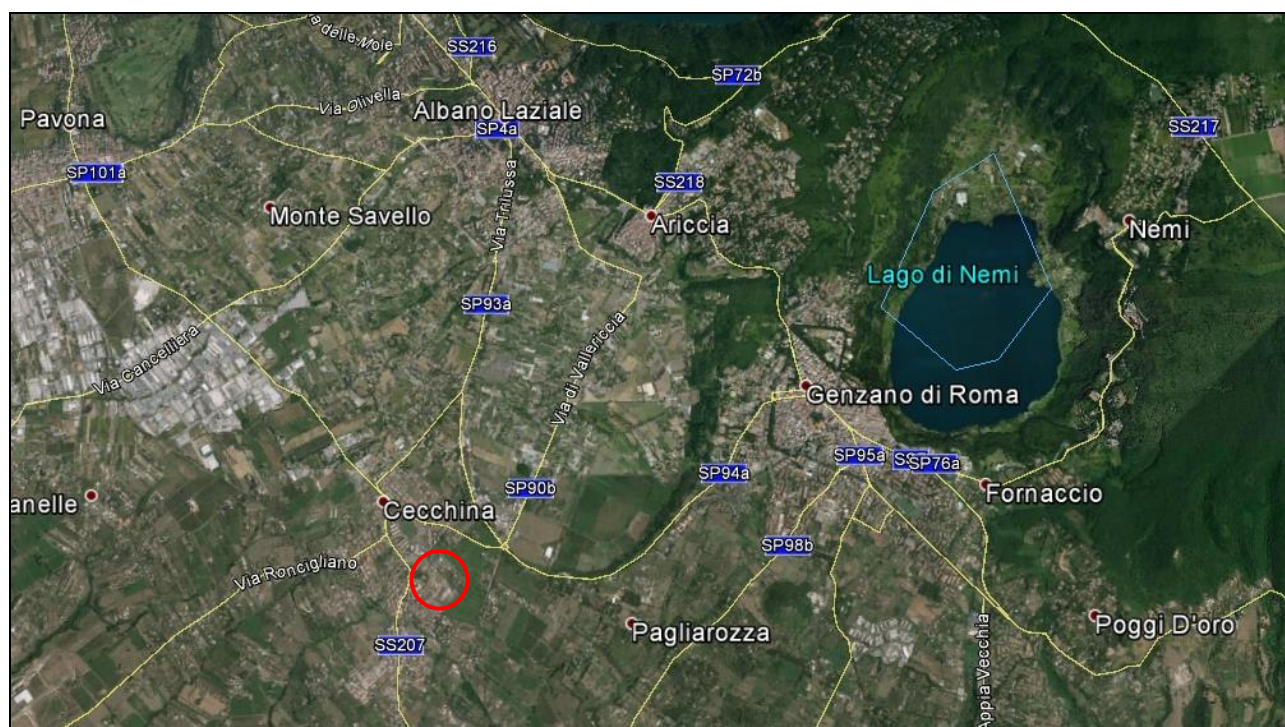 delle Mole
SS216
SP72b
Via Olivella
Pavona
Albano Laziale
SP4a
SS217
SP101a
SS218
Monte Savello
Via Trilussa
Ariccia
Nemi
Lago di Nemi
SP93a
Via Cancelliera
Via di Vallericcia
Genzano di Roma
SP95a
SP76a
SP94a
SP90b
Fornaccio
anelle
Cecchina
SP98b
Via Roncigliano
SS207
Pagliarozza
Poggi D'oro
Appia Vecchia